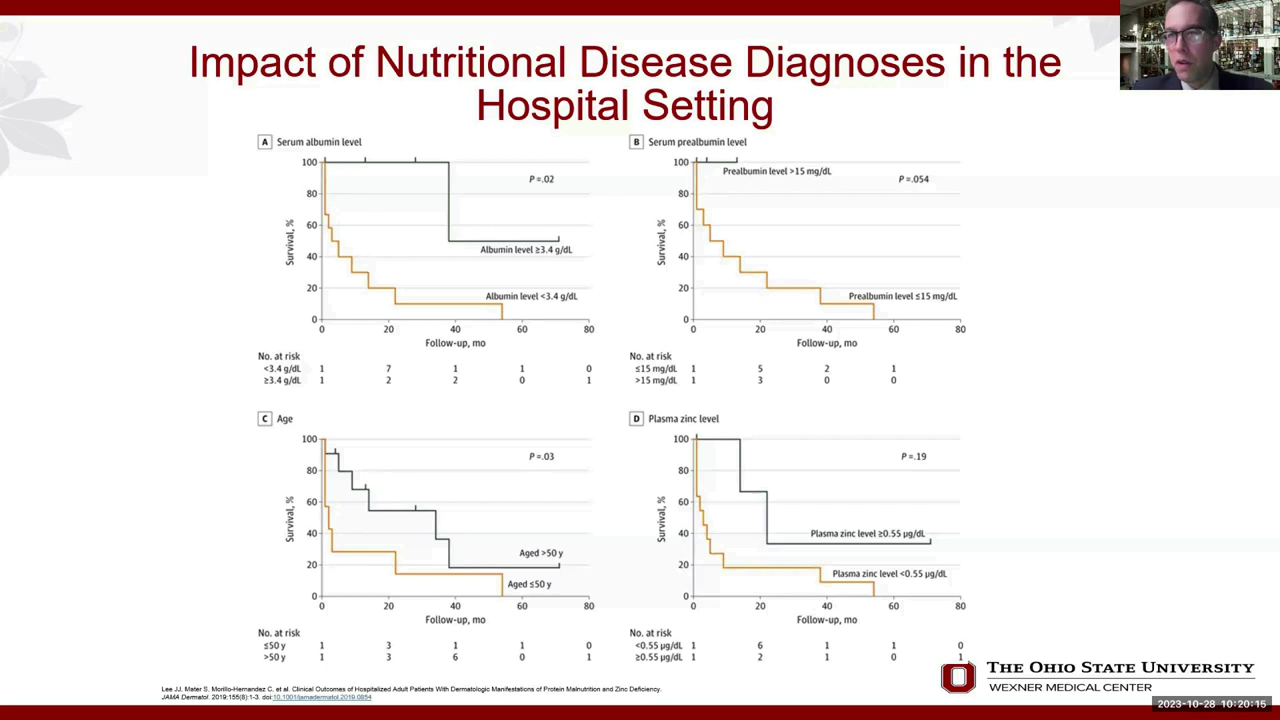 Impact of Nutritional Disease Diagnoses in the
Hospital Setting
A Serum albumin level
100
80
60
40
20
0
Survival, %
P = .02
Albumin level ≥3.4 g/dL
Albumin level <3.4 g/dL
0 20 40 60 80
Follow-up, mo
No. at risk
<3.4 g/dL 1 7 1 1 0
≥3.4 g/dL 1 2 2 0 1
B Serum prealbumin level
100
80
60
40
20
0
Survival, %
Prealbumin level >15 mg/dL
P = .054
Prealbumin level ≤15 mg/dL
0 20 40 60 80
Follow-up, mo
No. at risk
≤15 mg/dL 1 5 2 1
>15 mg/dL 1 3 0 0
C Age
100
80
60
40
20
0
Survival, %
P = .03
Aged >50 y
Aged ≤50 y
0 20 40 60 80
Follow-up, mo
No. at risk
≤50 y 1 3 1 1 0
>50 y 1 3 6 0 1
D Plasma zinc level
100
80
60
40
20
0
Survival, %
P = .19
Plasma zinc level ≥0.55 µg/dL
Plasma zinc level <0.55 µg/dL
0 20 40 60 80
Follow-up, mo
No. at risk
<0.55 µg/dL 1 6 1 1 0
≥0.55 µg/dL 1 2 1 0 1
Lee JJ, Mater S. Morillo-Hernandez C, et al. Clinical Outcomes of Hospitalized Adult Patients With Dermatologic Manifestations of Protein Malnutrition and Zinc Deficiency.
JAMA Dermatol. 2019;155(8):1-3. doi:10.1001/jamadermatol.2019.0854
THE OHIO STATE UNIVERSITY
WEXNER MEDICAL CENTER
2023-10-28 10:20:15